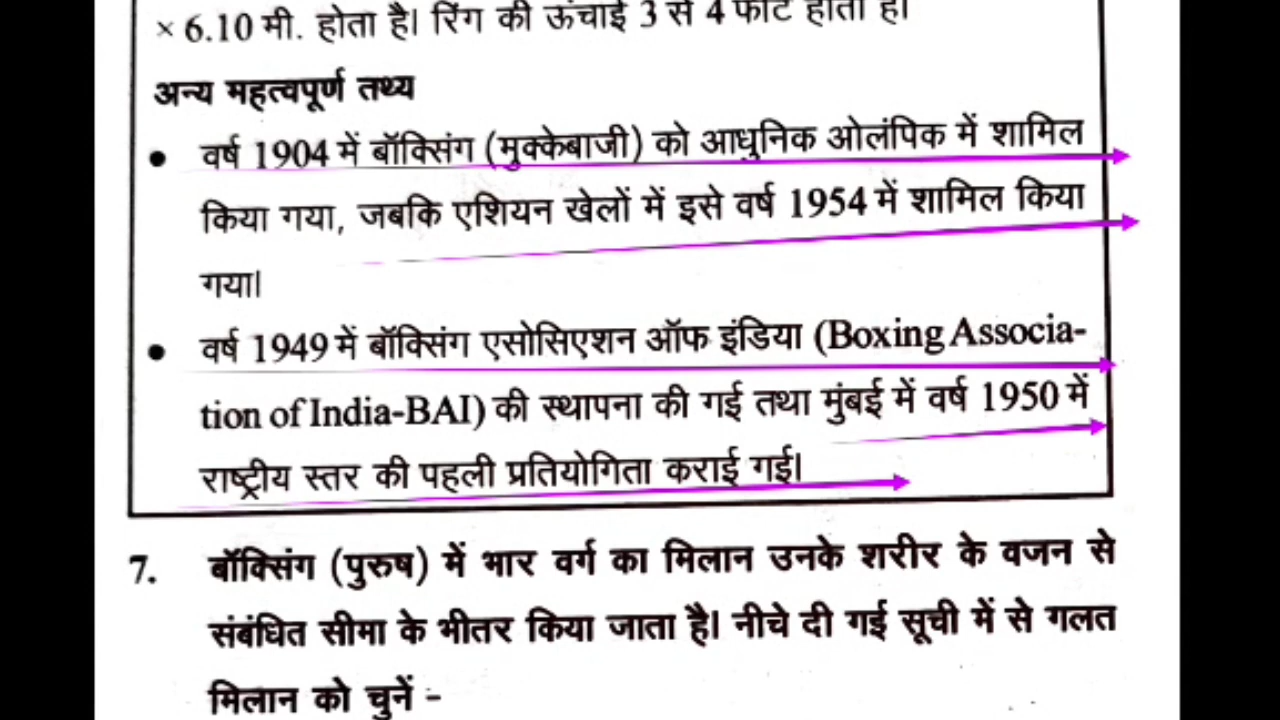 × 6.10 मी. होता है। रिंग की ऊंचाई 3 से 4 फीट होती है।
अन्य महत्वपूर्ण तथ्य
• वर्ष 1904 में बॉक्सिंग (मुक्केबाजी) को आधुनिक ओलंपिक में शामिल
किया गया, जबकि एशियन खेलों में इसे वर्ष 1954 में शामिल किया
गया।
• वर्ष 1949 में बॉक्सिंग एसोसिएशन ऑफ इंडिया (Boxing Associa-
tion of India-BAI) की स्थापना की गई तथा मुंबई में वर्ष 1950 में
राष्ट्रीय स्तर की पहली प्रतियोगिता कराई गई।
7. बॉक्सिंग (पुरुष) में भार वर्ग का मिलान उनके शरीर के वजन से
संबंधित सीमा के भीतर किया जाता है। नीचे दी गई सूची में से गलत
मिलान को चुनें -